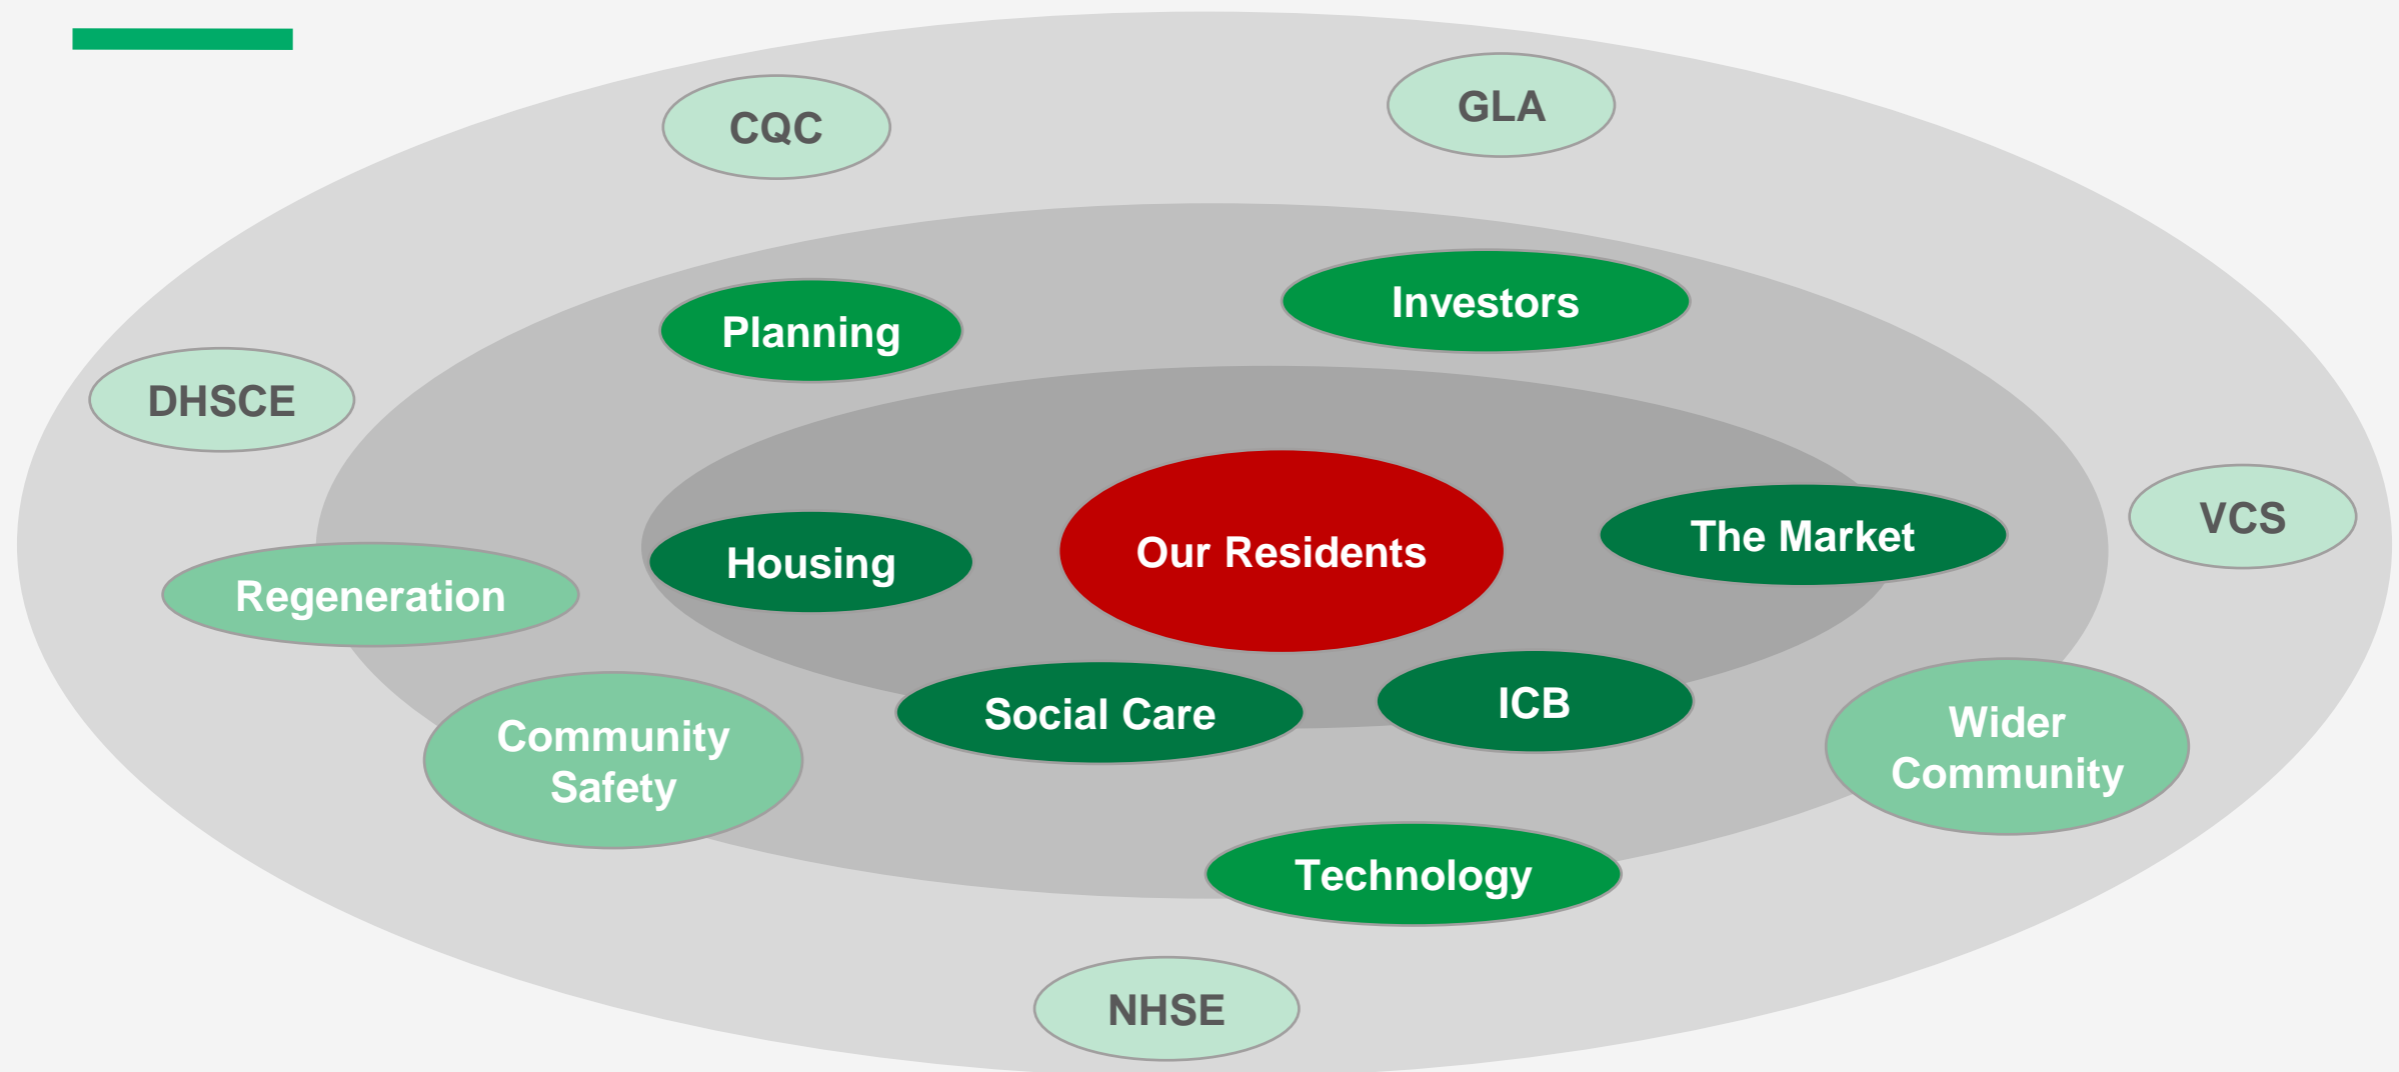 GLA
CQC
Investors
Planning
DHSCE
The Market
VCS
Our Residents
Housing
Regeneration
ICB
Social Care
Wider
Community
Community
Safety
Technology
NHSE